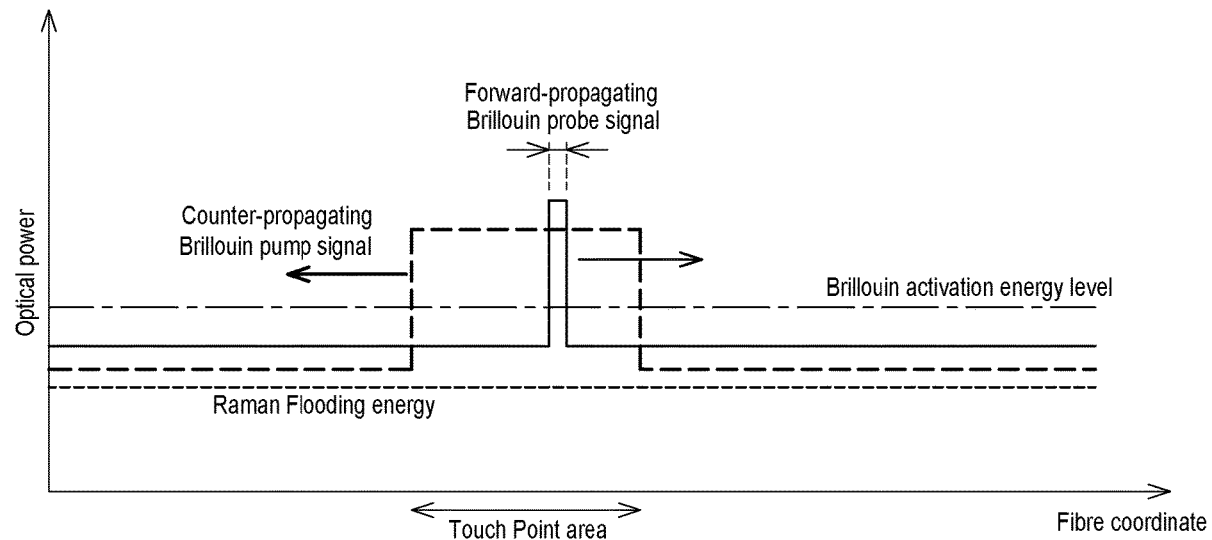 Forward-propagating
Brillouin probe signal
Counter-propagating
Brillouin pump signal
Optical power
Brillouin activation energy level
Raman Flooding energy
Touch Point area
Fibre coordinate